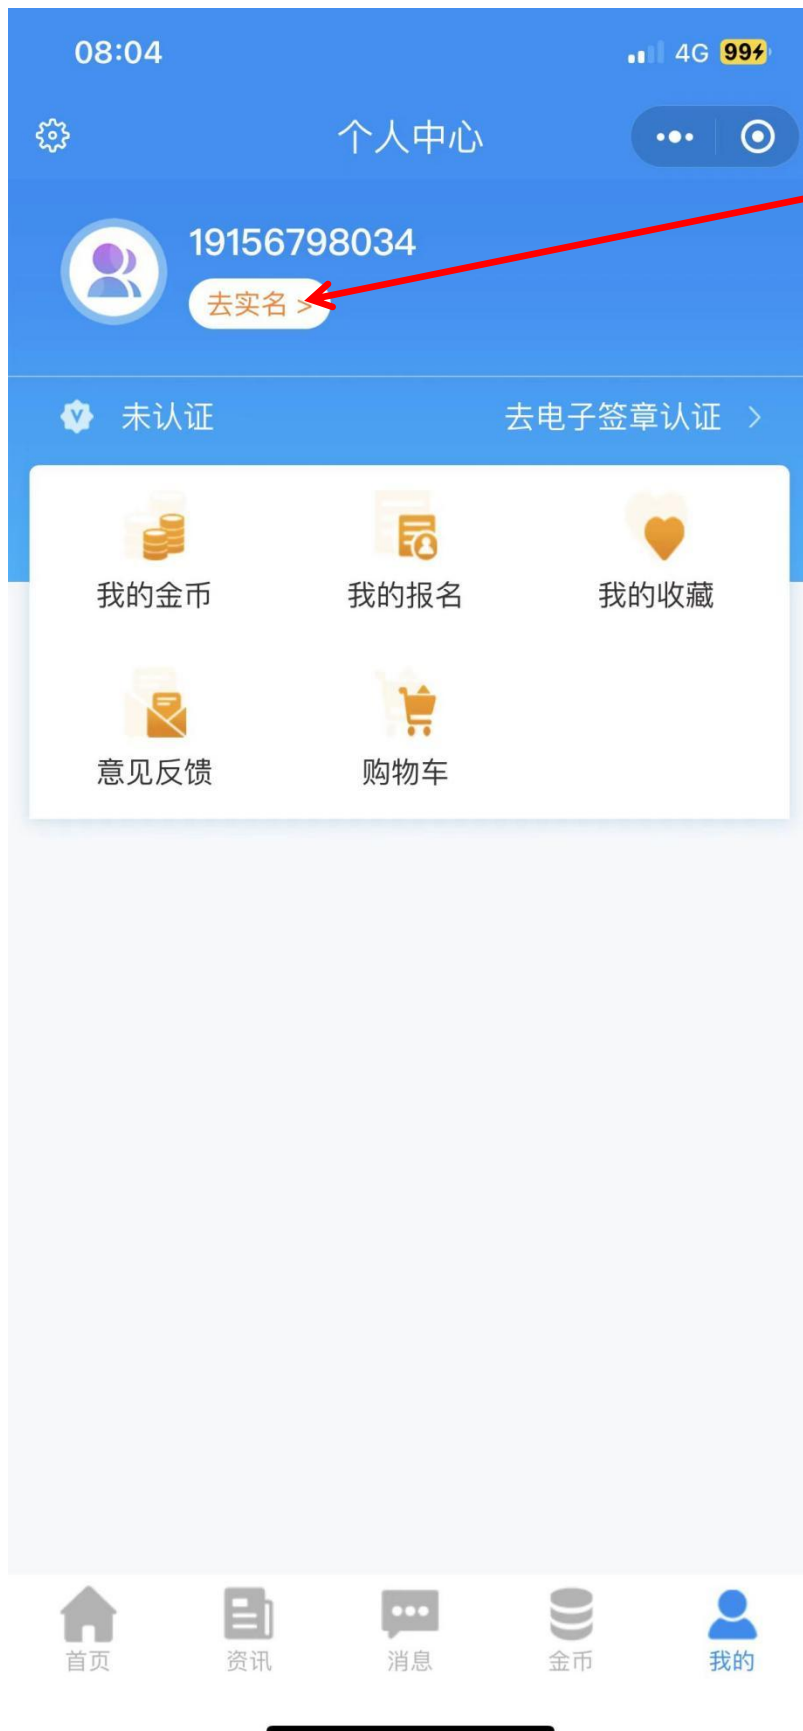 08:04
4G 99
个人中心
19156798034
去实名 >
未认证
去电子签章认证 >
我的金币
我的报名
我的收藏
意见反馈
购物车
首页
资讯
消息
金币
我的